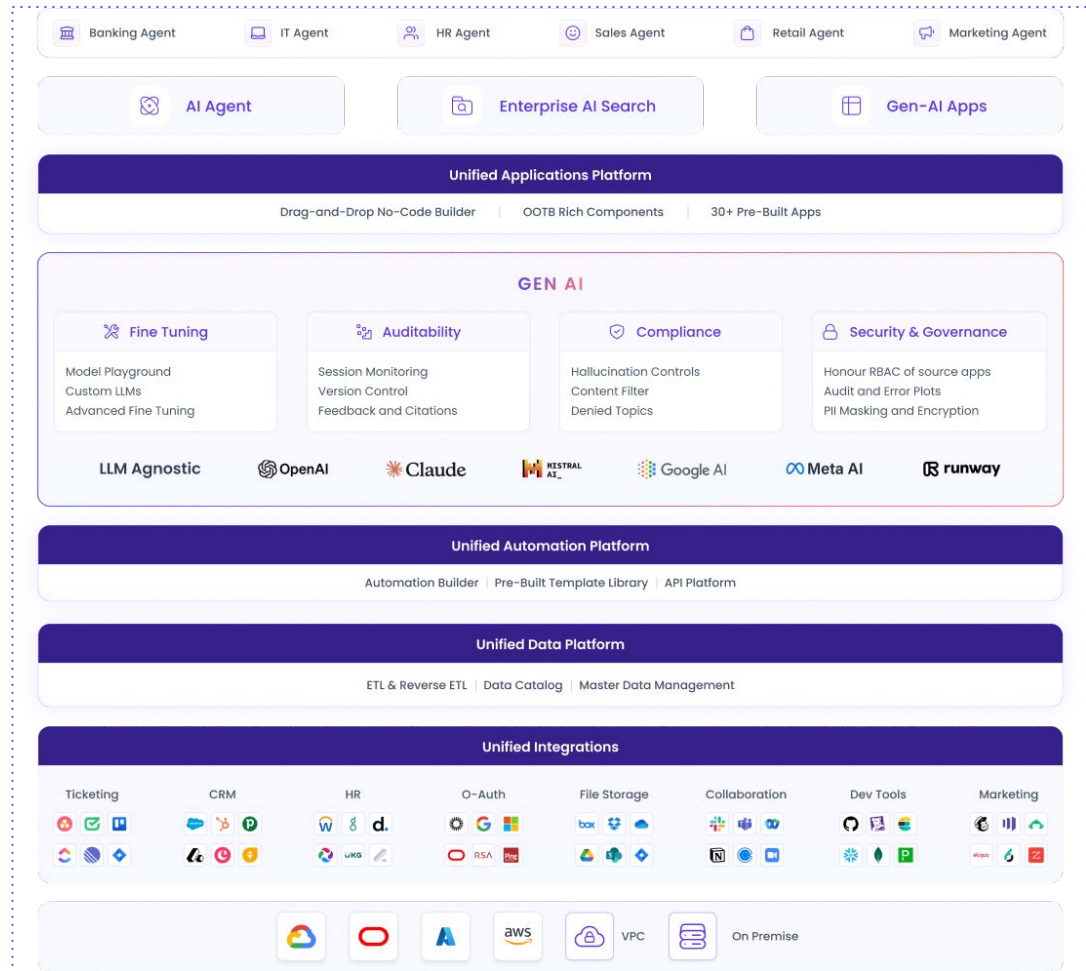 Banking Agent
IT Agent
HR Agent
Sales Agent
Retail Agent
Marketing Agent
AI Agent
Enterprise AI Search
Gen-AI Apps
Unified Applications Platform
Drag-and-Drop No-Code Builder | OOTB Rich Components | 30+ Pre-Built Apps
GEN AI
Fine Tuning
Model Playground
Custom LLMs
Advanced Fine Tuning
Auditability
Session Monitoring
Version Control
Feedback and Citations
Compliance
Hallucination Controls
Content Filter
Denied Topics
Security & Governance
Honour RBAC of source apps
Audit and Error Plots
PII Masking and Encryption
LLM Agnostic
OpenAI
Claude
MISTRAL
AI_
Google AI
Meta AI
runway
Unified Automation Platform
Automation Builder | Pre-Built Template Library | API Platform
Unified Data Platform
ETL & Reverse ETL | Data Catalog | Master Data Management
Unified Integrations
Ticketing
CRM
HR
d.
UKG
O-Auth
RSA
Ping
File Storage
box
Collaboration
Dev Tools
Marketing
eloqua
aws
VPC
On Premise